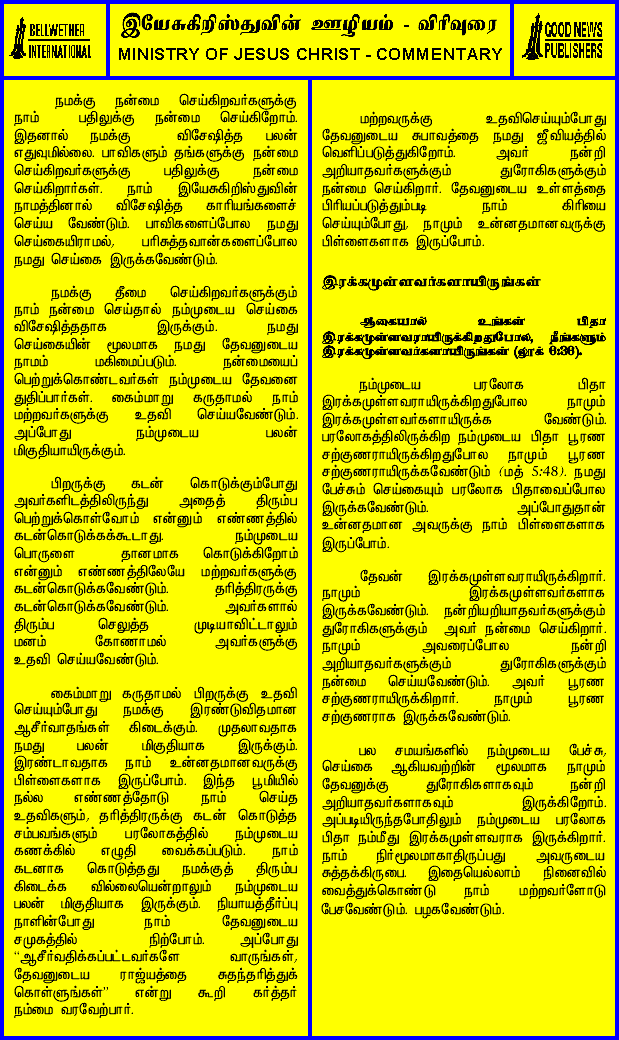 BELLWETHER
INTERNATIONAL
இயேசுகிறிஸ்துவின் ஊழியம் - விரிவுரை
MINISTRY OF JESUS CHRIST - COMMENTARY
GOOD NEWS
PUBLISHERS
நமக்கு நன்மை செய்கிறவர்களுக்கு
நாம் பதிலுக்கு நன்மை செய்கிறோம்.
இதனால் நமக்கு விசேஷித்த பலன்
எதுவுமில்லை. பாவிகளும் தங்களுக்கு நன்மை
செய்கிறவர்களுக்கு பதிலுக்கு நன்மை
செய்கிறார்கள். நாம் இயேசுகிறிஸ்துவின்
நாமத்தினால் விசேஷித்த காரியங்களைச்
செய்ய வேண்டும். பாவிகளைப்போல நமது
செய்கையிராமல், பரிசுத்தவான்களைப்போல
நமது செய்கை இருக்கவேண்டும்.
நமக்கு தீமை செய்கிறவர்களுக்கும்
நாம் நன்மை செய்தால் நம்முடைய செய்கை
விசேஷித்ததாக இருக்கும். நமது
செய்கையின் மூலமாக நமது தேவனுடைய
நாமம் மகிமைப்படும். நன்மையைப்
பெற்றுக்கொண்டவர்கள் நம்முடைய தேவனை
துதிப்பார்கள். கைம்மாறு கருதாமல் நாம்
மற்றவர்களுக்கு உதவி செய்யவேண்டும்.
அப்போது நம்முடைய பலன்
மிகுதியாயிருக்கும்.
பிறருக்கு கடன் கொடுக்கும்போது
அவர்களிடத்திலிருந்து அதைத் திரும்ப
பெற்றுக்கொள்வோம் என்னும் எண்ணத்தில்
கடன்கொடுக்கக்கூடாது. நம்முடைய
பொருளை தானமாக கொடுக்கிறோம்
என்னும் எண்ணத்திலேயே மற்றவர்களுக்கு
கடன்கொடுக்கவேண்டும். தரித்திரருக்கு
கடன்கொடுக்கவேண்டும். அவர்களால்
திரும்ப செலுத்த முடியாவிட்டாலும்
மனம் கோணாமல் அவர்களுக்கு
உதவி செய்யவேண்டும்.
கைம்மாறு கருதாமல் பிறருக்கு உதவி
செய்யும்போது நமக்கு இரண்டுவிதமான
ஆசீர்வாதங்கள் கிடைக்கும். முதலாவதாக
நமது பலன் மிகுதியாக இருக்கும்.
இரண்டாவதாக நாம் உன்னதமானவருக்கு
பிள்ளைகளாக இருப்போம். இந்த பூமியில்
நல்ல எண்ணத்தோடு நாம் செய்த
உதவிகளும், தரித்திரருக்கு கடன் கொடுத்த
சம்பவங்களும் பரலோகத்தில் நம்முடைய
கணக்கில் எழுதி வைக்கப்படும். நாம்
கடனாக கொடுத்தது நமக்குத் திரும்ப
கிடைக்க வில்லையென்றாலும் நம்முடைய
பலன் மிகுதியாக இருக்கும். நியாயத்தீர்ப்பு
நாளின்போது நாம் தேவனுடைய
சமுகத்தில் நிற்போம். அப்போது
“ஆசீர்வதிக்கப்பட்டவர்களே வாருங்கள்,
தேவனுடைய ராஜ்யத்தை சுதந்தரித்துக்
கொள்ளுங்கள்” என்று கூறி கர்த்தர்
நம்மை வரவேற்பார்.
மற்றவருக்கு உதவிசெய்யும்போது
தேவனுடைய சுபாவத்தை நமது ஜீவியத்தில்
வெளிப்படுத்துகிறோம். அவர் நன்றி
அறியாதவர்களுக்கும் துரோகிகளுக்கும்
நன்மை செய்கிறார். தேவனுடைய உள்ளத்தை
பிரியப்படுத்தும்படி நாம் கிரியை
செய்யும்போது, நாமும் உன்னதமானவருக்கு
பிள்ளைகளாக இருப்போம்.
இரக்கமுள்ளவர்களாயிருங்கள்
ஆகையால் உங்கள் பிதா
இரக்கமுள்ளவராயிருக்கிறதுபோல, நீங்களும்
இரக்கமுள்ளவர்களாயிருங்கள் (லூக் 6:36).
நம்முடைய பரலோக பிதா
இரக்கமுள்ளவராயிருக்கிறதுபோல நாமும்
இரக்கமுள்ளவர்களாயிருக்க வேண்டும்.
பரலோகத்திலிருக்கிற நம்முடைய பிதா பூரண
சற்குணராயிருக்கிறதுபோல நாமும் பூரண
சற்குணராயிருக்கவேண்டும் (மத் 5:48). நமது
பேச்சும் செய்கையும் பரலோக பிதாவைப்போல
இருக்கவேண்டும். அப்போதுதான்
உன்னதமான அவருக்கு நாம் பிள்ளைகளாக
இருப்போம்.
தேவன் இரக்கமுள்ளவராயிருக்கிறார்.
நாமும் இரக்கமுள்ளவர்களாக
இருக்கவேண்டும். நன்றியறியாதவர்களுக்கும்
துரோகிகளுக்கும் அவர் நன்மை செய்கிறார்.
நாமும் அவரைப்போல நன்றி
அறியாதவர்களுக்கும் துரோகிகளுக்கும்
நன்மை செய்யவேண்டும். அவர் பூரண
சற்குணராயிருக்கிறார். நாமும் பூரண
சற்குணராக இருக்கவேண்டும்.
பல சமயங்களில் நம்முடைய பேச்சு,
செய்கை ஆகியவற்றின் மூலமாக நாமும்
தேவனுக்கு துரோகிகளாகவும் நன்றி
அறியாதவர்களாகவும் இருக்கிறோம்.
அப்படியிருந்தபோதிலும் நம்முடைய பரலோக
பிதா நம்மீது இரக்கமுள்ளவராக இருக்கிறார்.
நாம் நிர்மூலமாகாதிருப்பது அவருடைய
சுத்தக்கிருபை. இதையெல்லாம் நினைவில்
வைத்துக்கொண்டு நாம் மற்றவர்களோடு
பேசவேண்டும். பழகவேண்டும்.